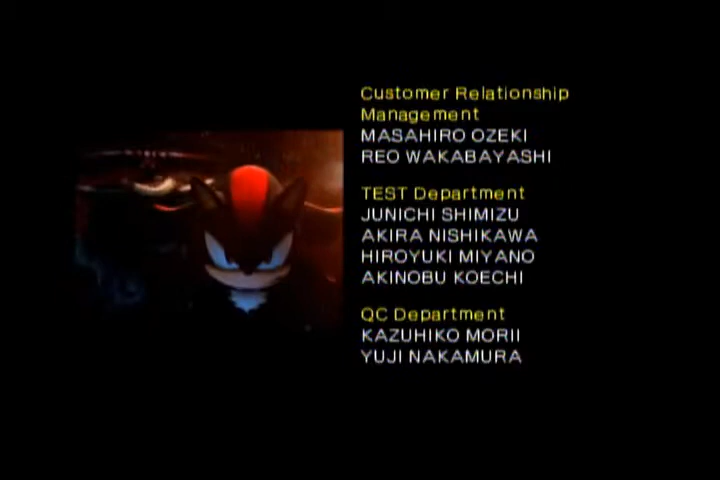 Customer Relationship
Management
MASAHIRO OZEKI
REO WAKABAYASHI
TEST Department
JUNICHI SHIMIZU
AKIRA NISHIKAWA
HIROYUKI MIYANO
AKINOBU KOECHI
QC Department
KAZUHIKO MORII
YUJI NAKAMURA